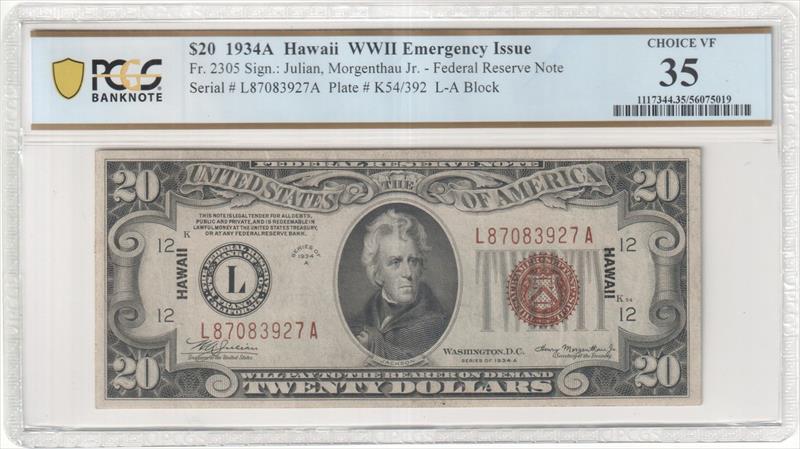 PCGS
BANKNOTE
$20 1934A Hawaii WWII Emergency Issue
Fr. 2305 Sign.: Julian, Morgenthau Jr. - Federal Reserve Note
Serial # L87083927A Plate # K54/392 L-A Block
CHOICE VF
35
1117344.35/56075019
FEDERAL RESERVE NOTE
20
UNITED STATES THE OF AMERICA
20
THIS NOTE IS LEGAL TENDER FOR ALL DEBTS,
PUBLIC AND PRIVATE, AND IS REDEEMABLE IN
LAWFUL MONEY AT THE UNITED STATES TREASURY,
OR AT ANY FEDERAL RESERVE BANK.
K
12
SERIES OF
1934
A
L87083927A
12
HAWAII
L
HAWAII
K 54
12
12
L87083927A
W A Julian
Treasurer of the United States
JACKSON
WASHINGTON, D.C.
SERIES OF 1934 A
Henry Morgenthau Jr
Secretary of the Treasury
20
WILL PAY TO THE BEARER ON DEMAND
TWENTY DOLLARS
20